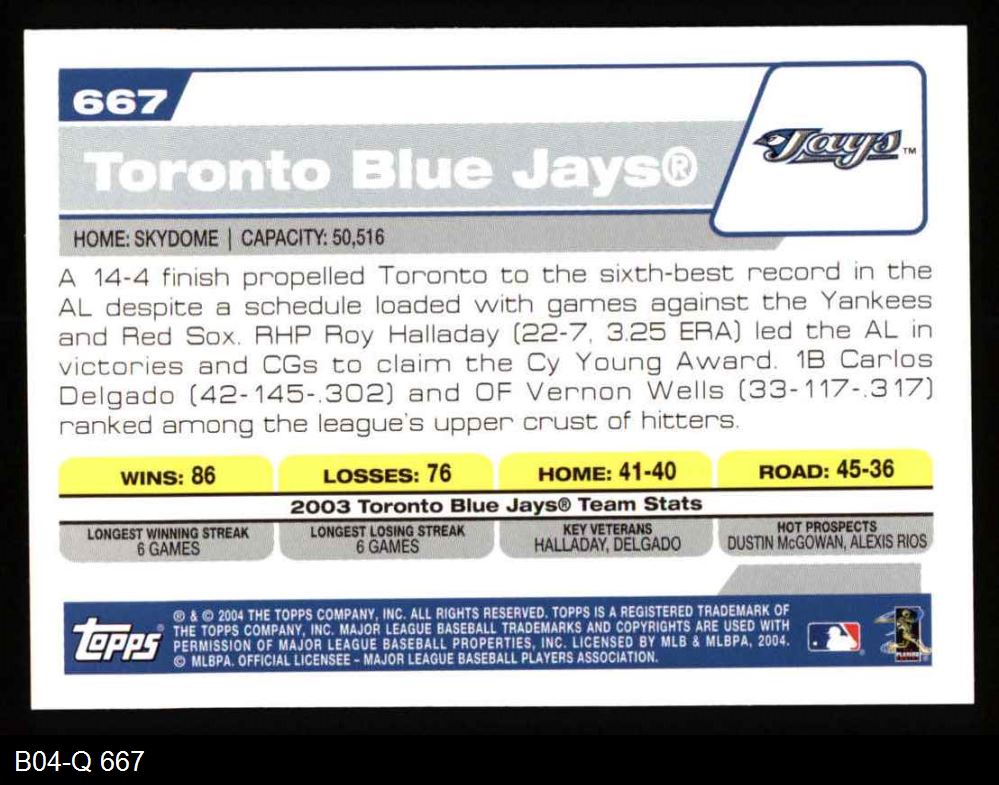 667
Jays™
Toronto Blue Jays®
HOME: SKYDOME | CAPACITY: 50,516
A 14-4 finish propelled Toronto to the sixth-best record in the
AL despite a schedule loaded with games against the Yankees
and Red Sox. RHP Roy Halladay (22-7, 3.25 ERA) led the AL in
victories and CGs to claim the Cy Young Award. 1B Carlos
Delgado (42-145-.302) and OF Vernon Wells (33-117-.317)
ranked among the league's upper crust of hitters.
WINS: 86 LOSSES: 76 HOME: 41-40 ROAD: 45-36
2003 Toronto Blue Jays® Team Stats
LONGEST WINNING STREAK
6 GAMES
LONGEST LOSING STREAK
6 GAMES
KEY VETERANS
HALLADAY, DELGADO
HOT PROSPECTS
DUSTIN McGOWAN, ALEXIS RIOS
Topps
® & © 2004 THE TOPPS COMPANY, INC. ALL RIGHTS RESERVED. TOPPS IS A REGISTERED TRADEMARK OF
THE TOPPS COMPANY, INC. MAJOR LEAGUE BASEBALL TRADEMARKS AND COPYRIGHTS ARE USED WITH
PERMISSION OF MAJOR LEAGUE BASEBALL PROPERTIES, INC. LICENSED BY MLB & MLBPA, 2004.
© MLBPA. OFFICIAL LICENSEE – MAJOR LEAGUE BASEBALL PLAYERS ASSOCIATION.
B04-Q 667